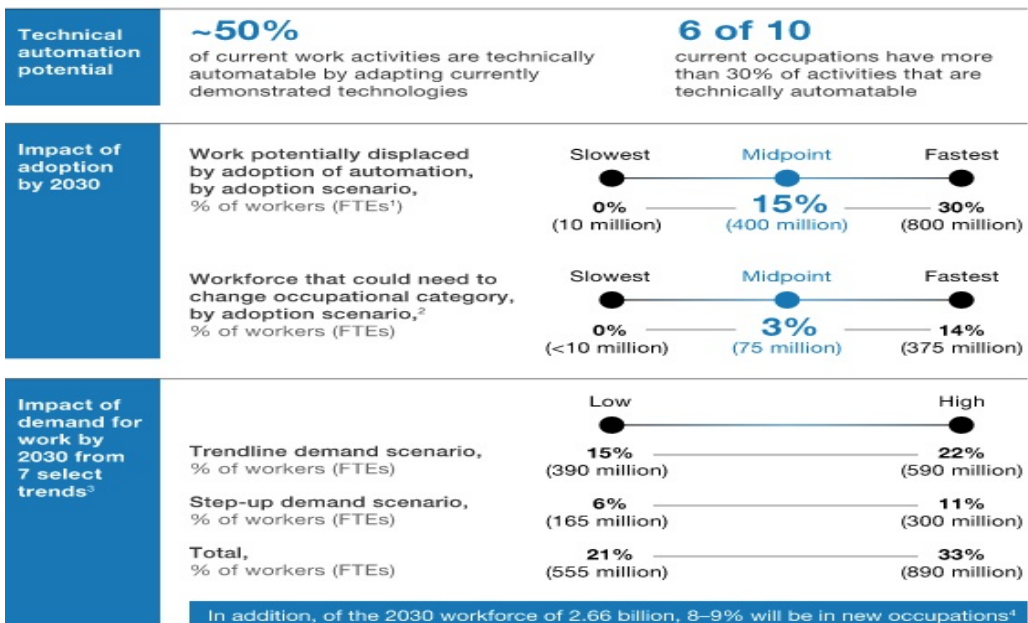 Technical
automation
potential
~50%
of current work activities are technically
automatable by adapting currently
demonstrated technologies
6 of 10
current occupations have more
than 30% of activities that are
technically automatable
Impact of
adoption
by 2030
Work potentially displaced
by adoption of automation,
by adoption scenario,
% of workers (FTEs¹)
Slowest Midpoint Fastest
0% 15% 30%
(10 million) (400 million) (800 million)
Workforce that could need to
change occupational category,
by adoption scenario,²
% of workers (FTEs)
Slowest Midpoint Fastest
0% 3% 14%
(<10 million) (75 million) (375 million)
Impact of
demand for
work by
2030 from
7 select
trends³
Low High
Trendline demand scenario,
% of workers (FTEs)
15% 22%
(390 million) (590 million)
Step-up demand scenario,
% of workers (FTEs)
6% 11%
(165 million) (300 million)
Total,
% of workers (FTEs)
21% 33%
(555 million) (890 million)
In addition, of the 2030 workforce of 2.66 billion, 8–9% will be in new occupations⁴